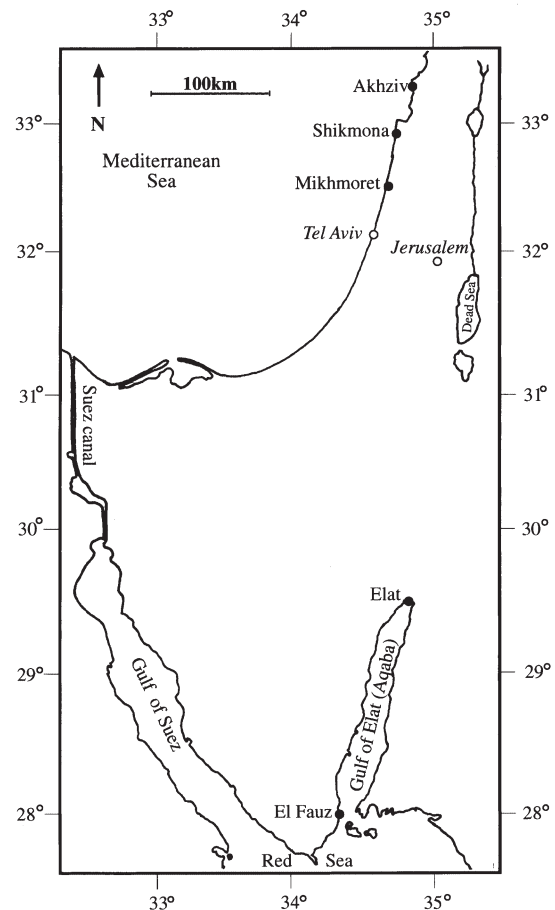 33° 34° 35°
100km
N
Akhziv
33° 33°
Shikmona
Mediterranean
Sea
Mikhmoret
Tel Aviv
Jerusalem
32° 32°
Dead Sea
31° 31°
Suez canal
30° 30°
Elat
29° 29°
Gulf of Suez
Gulf of Elat (Aqaba)
28° 28°
El Fauz
Red Sea
33° 34° 35°